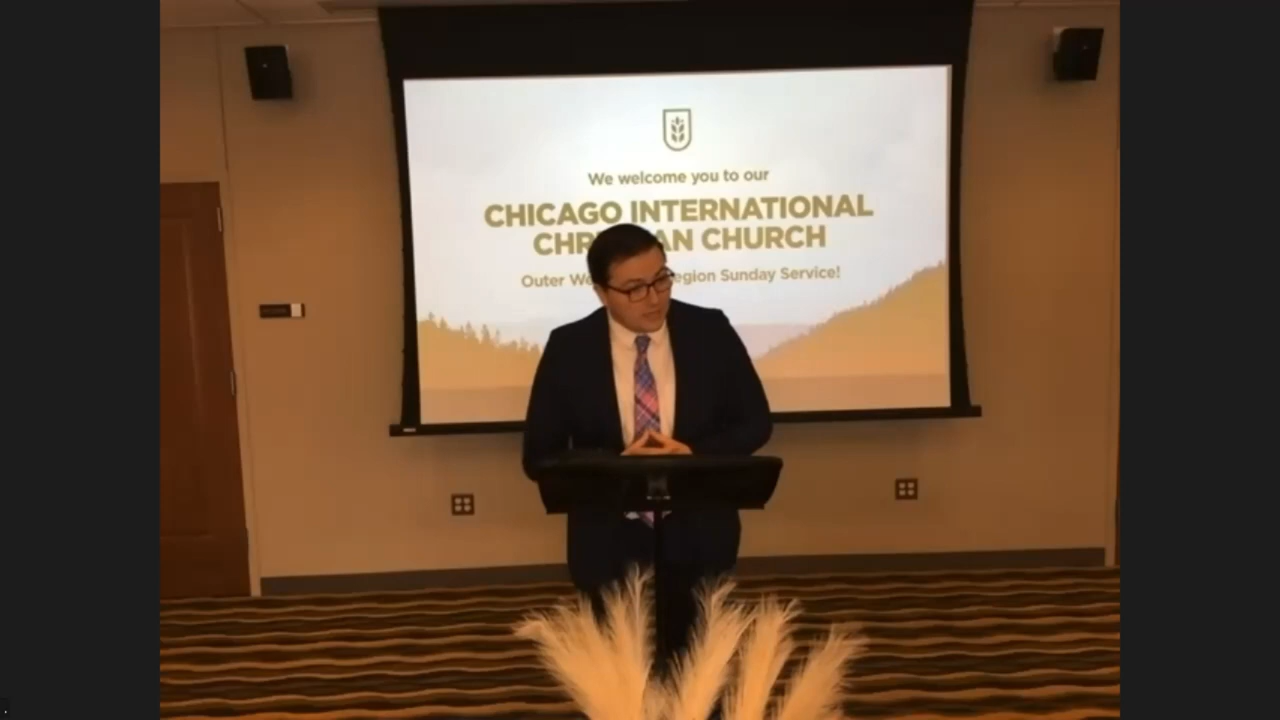 We welcome you to our
CHICAGO INTERNATIONAL
CHR AN CHURCH
Outer We egion Sunday Service!